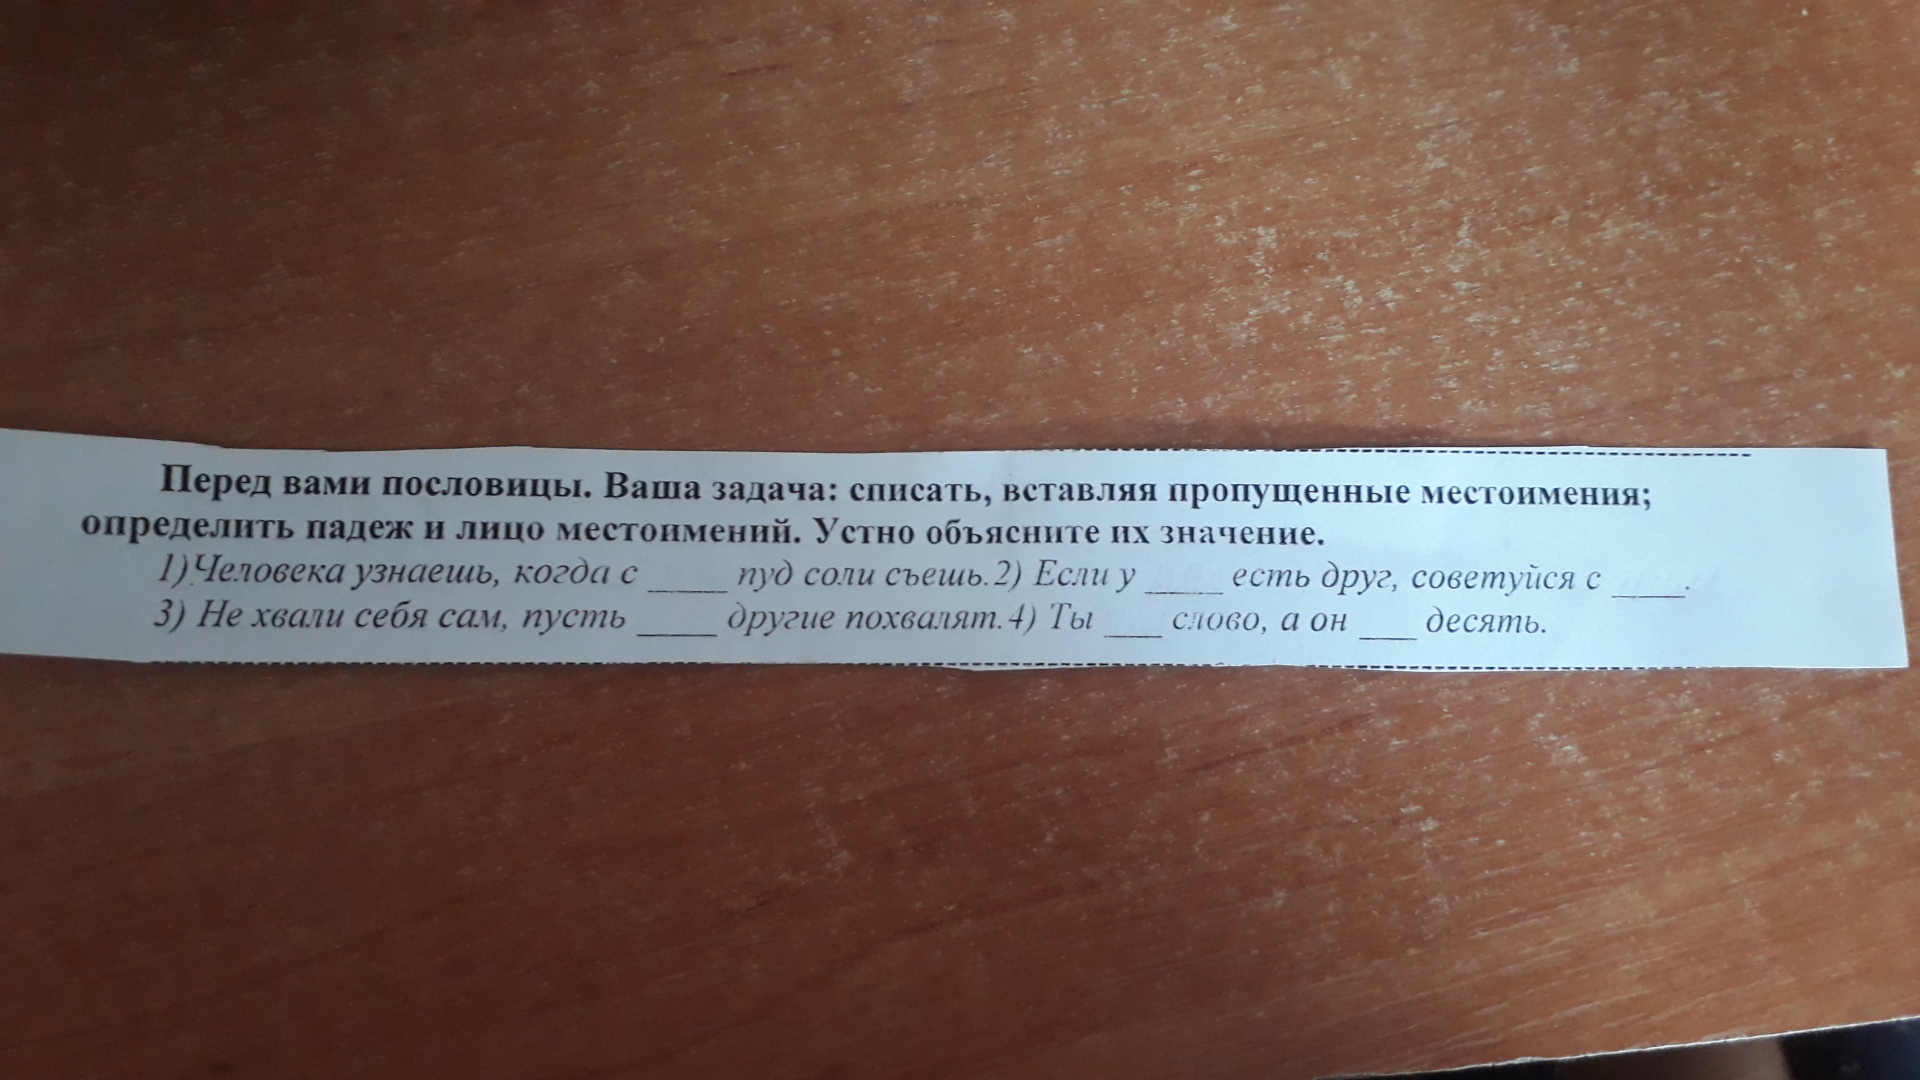 Перед вами пословицы. Ваша задача: списать, вставляя пропущенные местоимения;
определить падеж и лицо местоимений. Устно объясните их значение.
1)Человека узнаешь, когда с _____ пуд соли съешь.2) Если у _____ есть друг, советуйся с _____.
3) Не хвали себя сам, пусть _____ другие похвалят.4) Ты ____ слово, а он ____ десять.